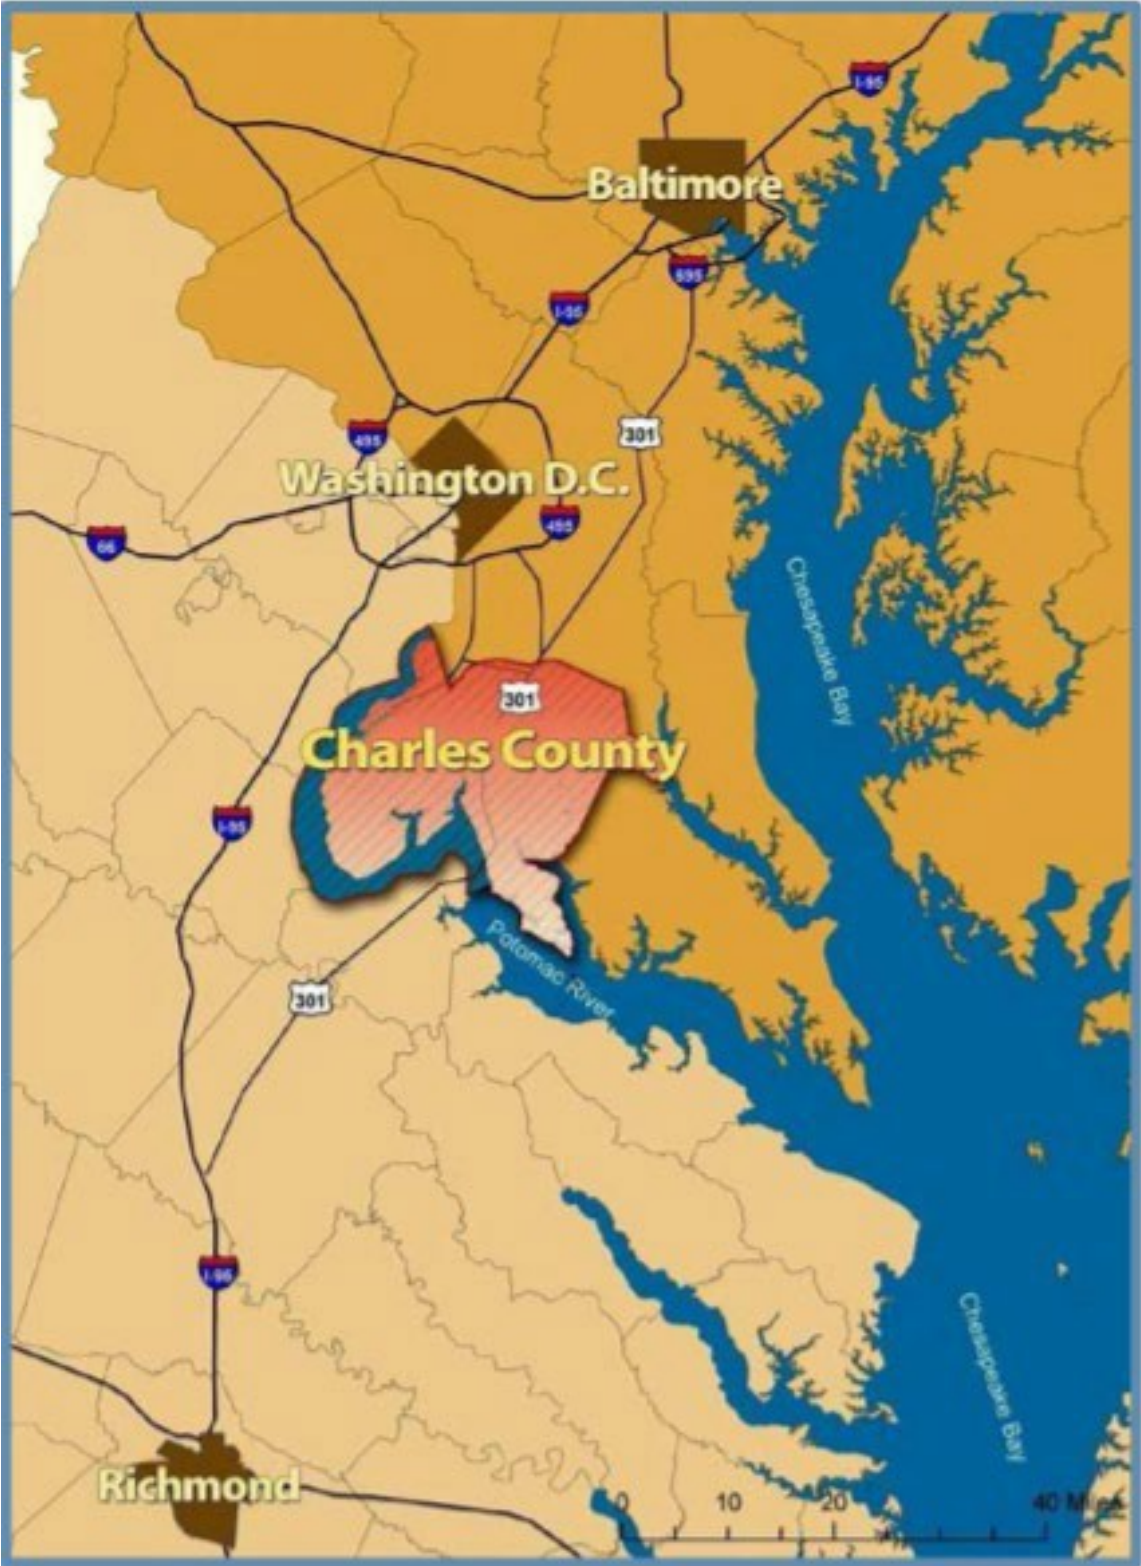 I-95
Baltimore
695
I-95
301
495
Washington D.C.
495
66
Chesapeake Bay
301
Charles County
I-95
Potomac River
301
I-95
Chesapeake Bay
Richmond
0 10 20 40 Miles